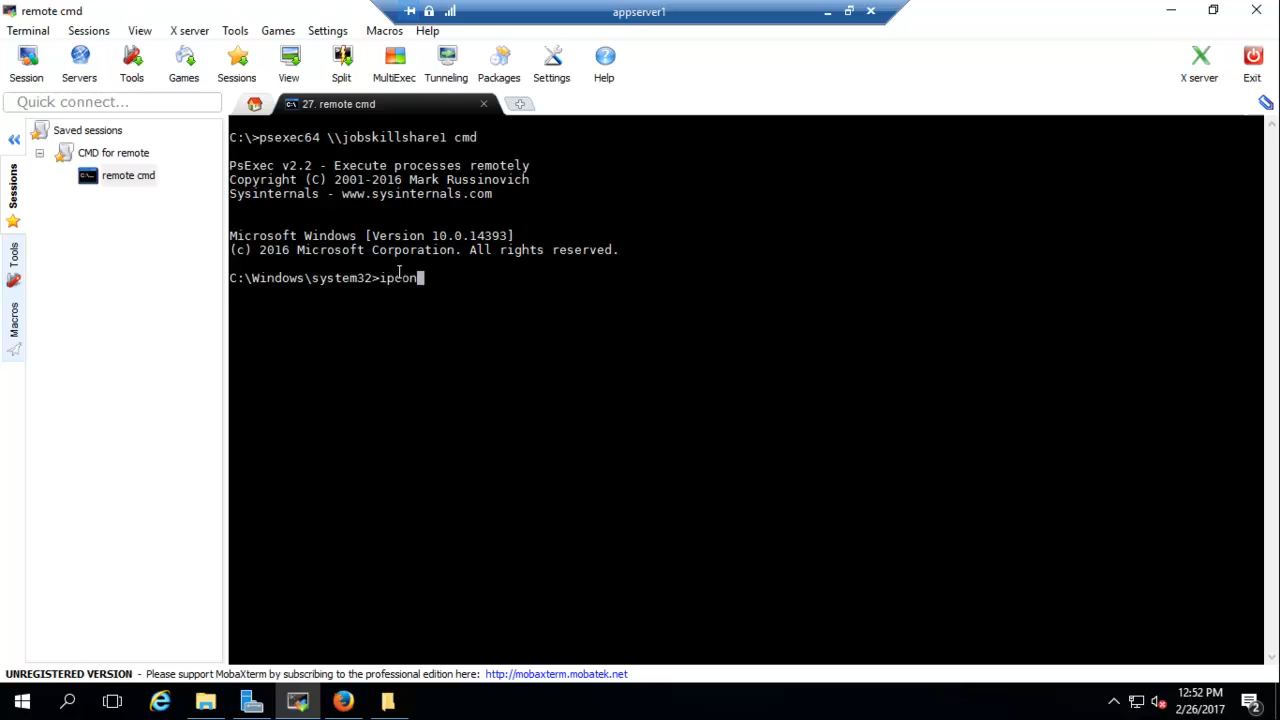 remote cmd
appserver1
Terminal Sessions View X server Tools Games Settings Macros Help
Session Servers Tools Games Sessions View Split MultiExec Tunneling Packages Settings Help X server Exit
Quick connect...
27. remote cmd
Saved sessions
CMD for remote
remote cmd
Sessions
Tools
Macros
C:\>psexec64 \\jobskillshare1 cmd
PsExec v2.2 - Execute processes remotely
Copyright (C) 2001-2016 Mark Russinovich
Sysinternals - www.sysinternals.com
Microsoft Windows [Version 10.0.14393]
(c) 2016 Microsoft Corporation. All rights reserved.
C:\Windows\system32>ipcon
UNREGISTERED VERSION - Please support MobaXterm by subscribing to the professional edition here: http://mobaxterm.mobatek.net
12:52 PM
2/26/2017
2